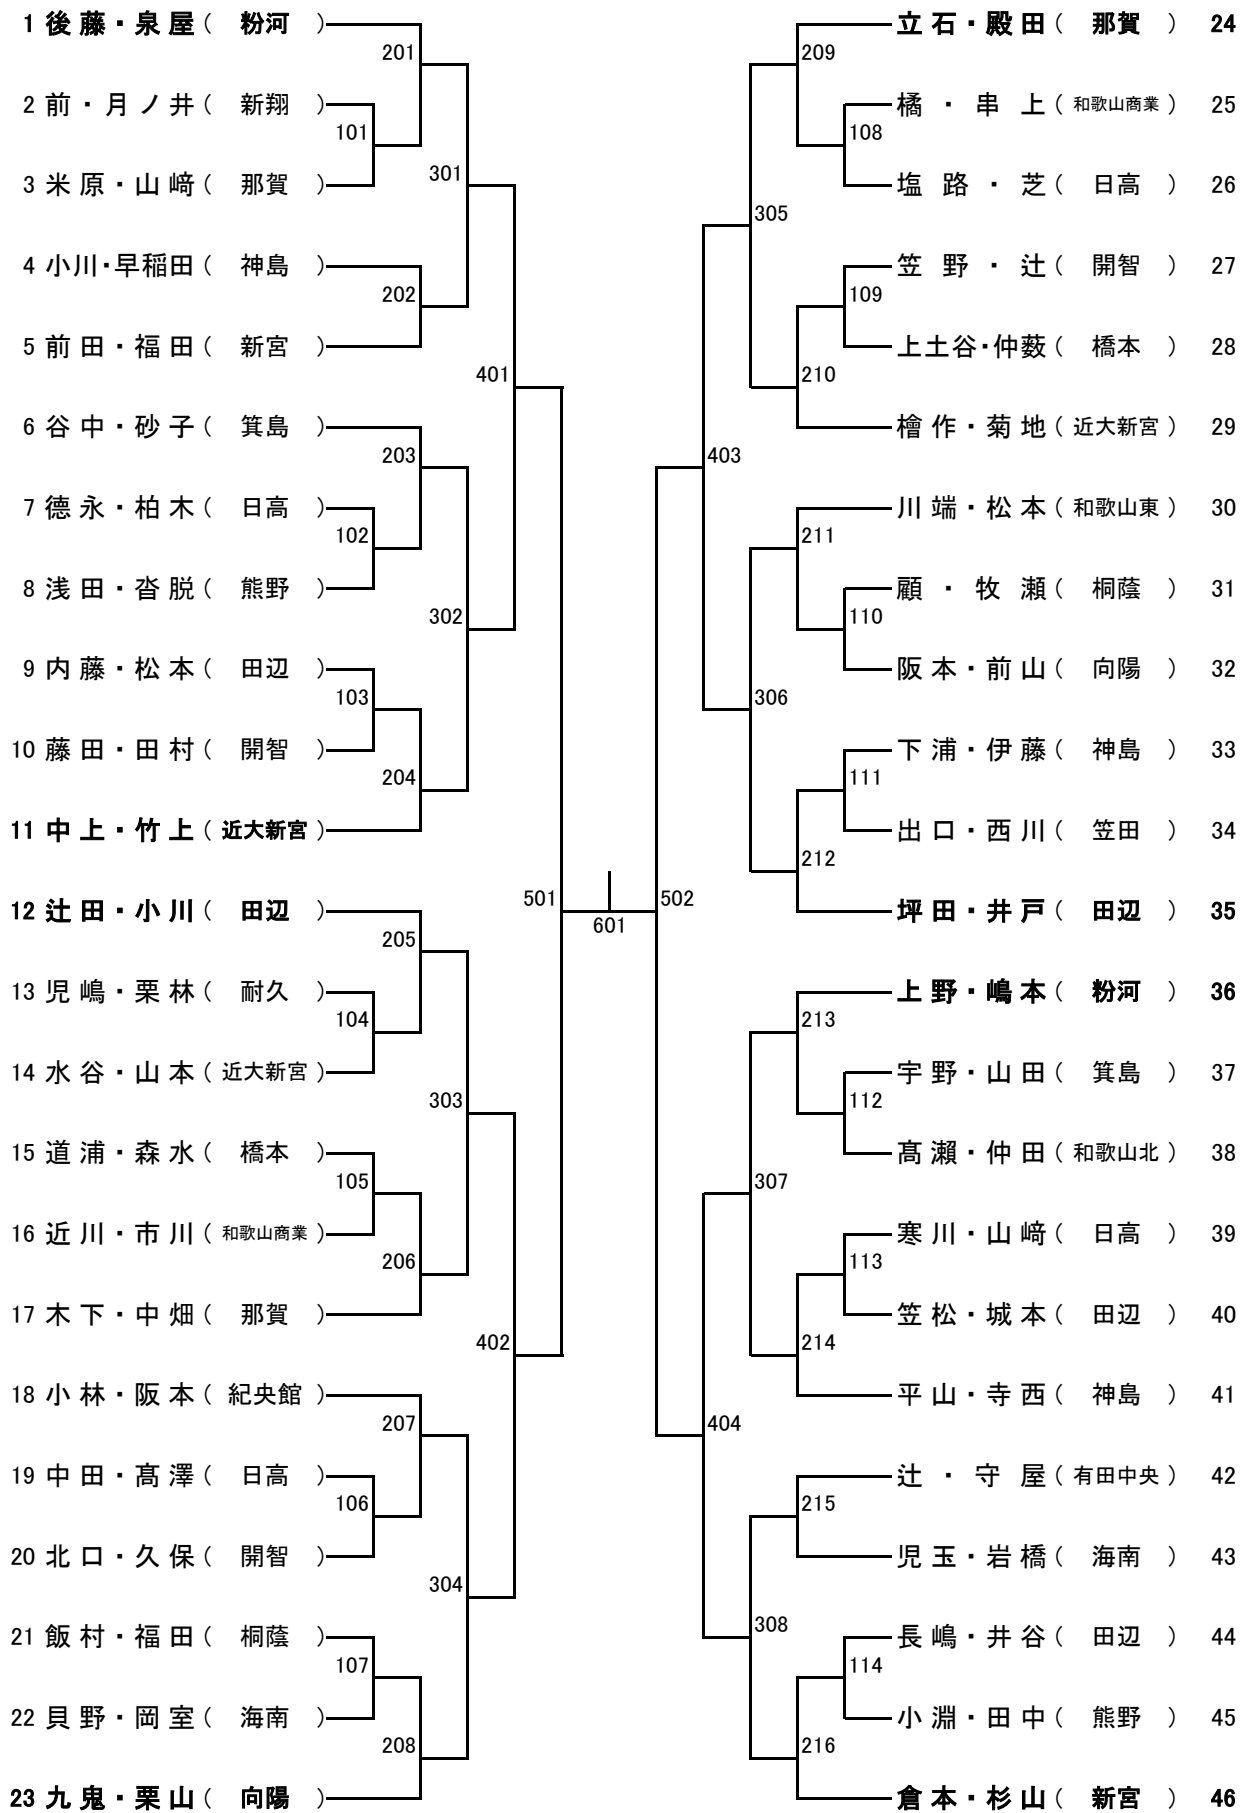 1 後藤・泉屋（ 粉河 ）
201
2 前・月ノ井（ 新翔 ）
101
3 米原・山﨑（ 那賀 ）
301
4 小川・早稲田（ 神島 ）
202
5 前田・福田（ 新宮 ）
401
6 谷中・砂子（ 箕島 ）
203
7 德永・柏木（ 日高 ）
102
8 浅田・沓脱（ 熊野 ）
302
9 内藤・松本（ 田辺 ）
103
10 藤田・田村（ 開智 ）
204
11 中上・竹上（ 近大新宮 ）
501
12 辻田・小川（ 田辺 ）
205
13 児嶋・栗林（ 耐久 ）
104
14 水谷・山本（ 近大新宮 ）
303
15 道浦・森水（ 橋本 ）
105
16 近川・市川（ 和歌山商業 ）
206
17 木下・中畑（ 那賀 ）
402
18 小林・阪本（ 紀央館 ）
207
19 中田・髙澤（ 日高 ）
106
20 北口・久保（ 開智 ）
304
21 飯村・福田（ 桐蔭 ）
107
22 貝野・岡室（ 海南 ）
208
23 九鬼・栗山（ 向陽 ）
601
立石・殿田（ 那賀 ） 24
209
橘・串上（ 和歌山商業 ） 25
108
塩路・芝（ 日高 ） 26
305
笠野・辻（ 開智 ） 27
109
上土谷・仲薮（ 橋本 ） 28
210
檜作・菊地（ 近大新宮 ） 29
403
川端・松本（ 和歌山東 ） 30
211
顧・牧瀬（ 桐蔭 ） 31
110
阪本・前山（ 向陽 ） 32
306
下浦・伊藤（ 神島 ） 33
111
出口・西川（ 笠田 ） 34
212
坪田・井戸（ 田辺 ） 35
502
上野・嶋本（ 粉河 ） 36
213
宇野・山田（ 箕島 ） 37
112
髙瀬・仲田（ 和歌山北 ） 38
307
寒川・山﨑（ 日高 ） 39
113
笠松・城本（ 田辺 ） 40
214
平山・寺西（ 神島 ） 41
404
辻・守屋（ 有田中央 ） 42
215
児玉・岩橋（ 海南 ） 43
308
長嶋・井谷（ 田辺 ） 44
114
小淵・田中（ 熊野 ） 45
216
倉本・杉山（ 新宮 ） 46